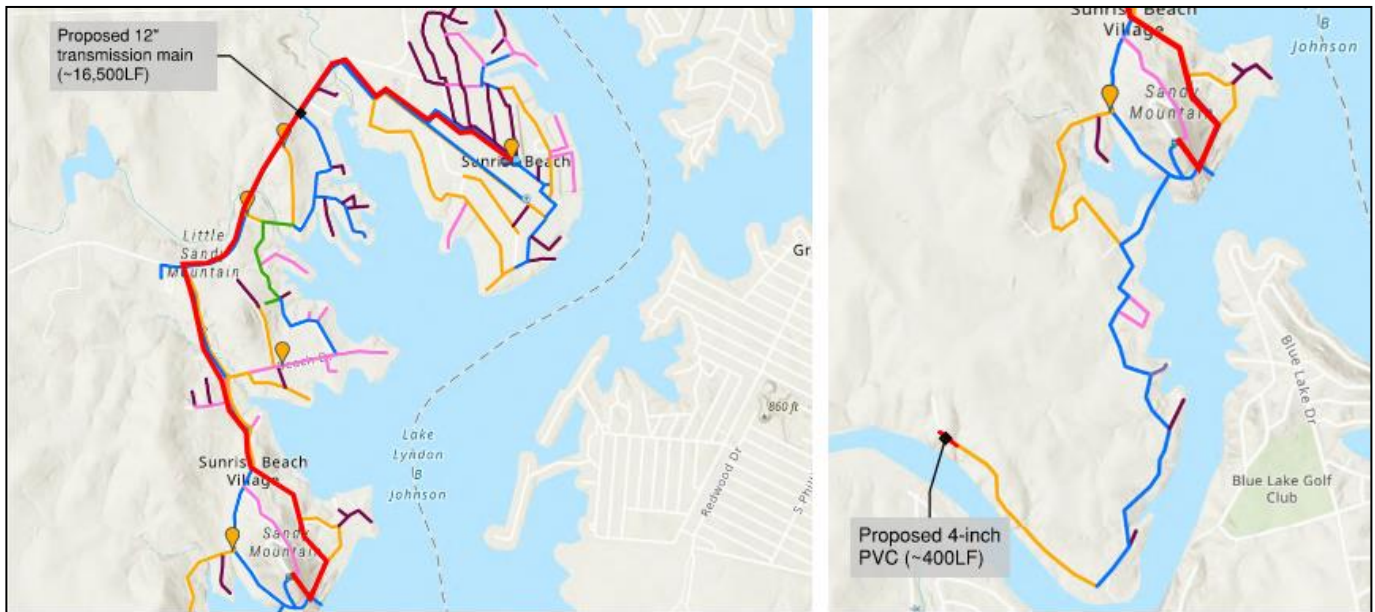 Proposed 12"
transmission main
(~16,500LF)
Sunrise Beach
Little
Sandy
Mountain
Beach Dr
Gr
860 ft
Lake
Lyndon
B
Johnson
Redwood Dr
S Phil
Sunrise Beach
Village
Sandy
Mountain
Sunrise Beach
Village
B
Johnson
Sandy
Mountain
Blue Lake Dr
Blue Lake Golf
Club
Proposed 4-inch
PVC (~400LF)